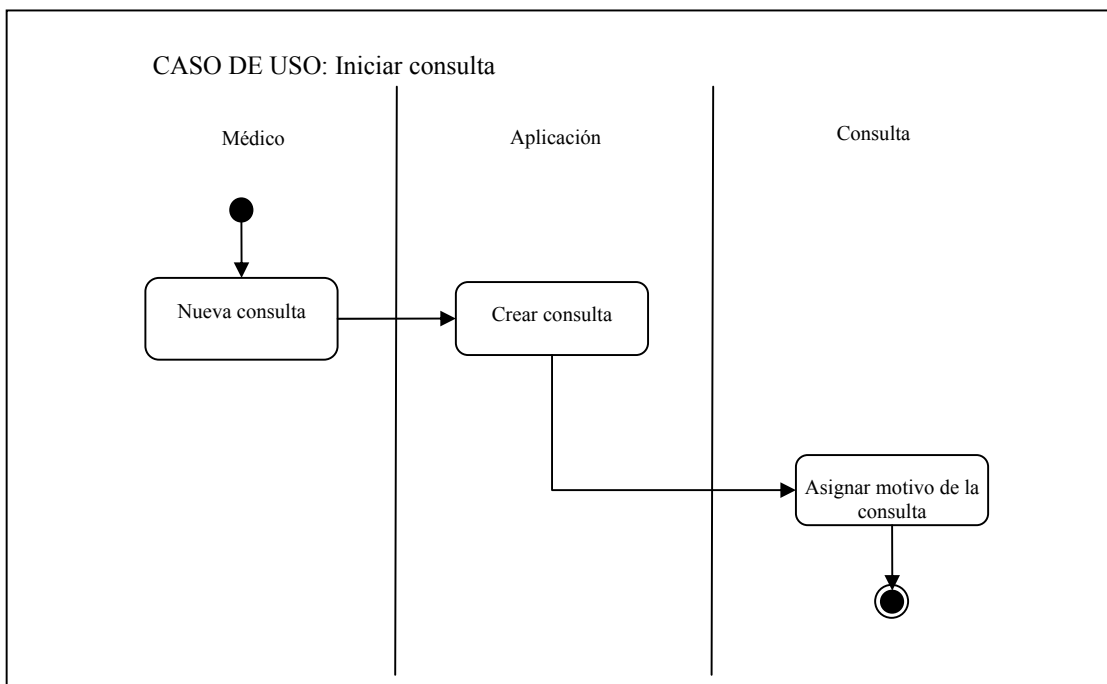 CASO DE USO: Iniciar consulta
Médico
Aplicación
Consulta
Nueva consulta
Crear consulta
Asignar motivo de la
consulta